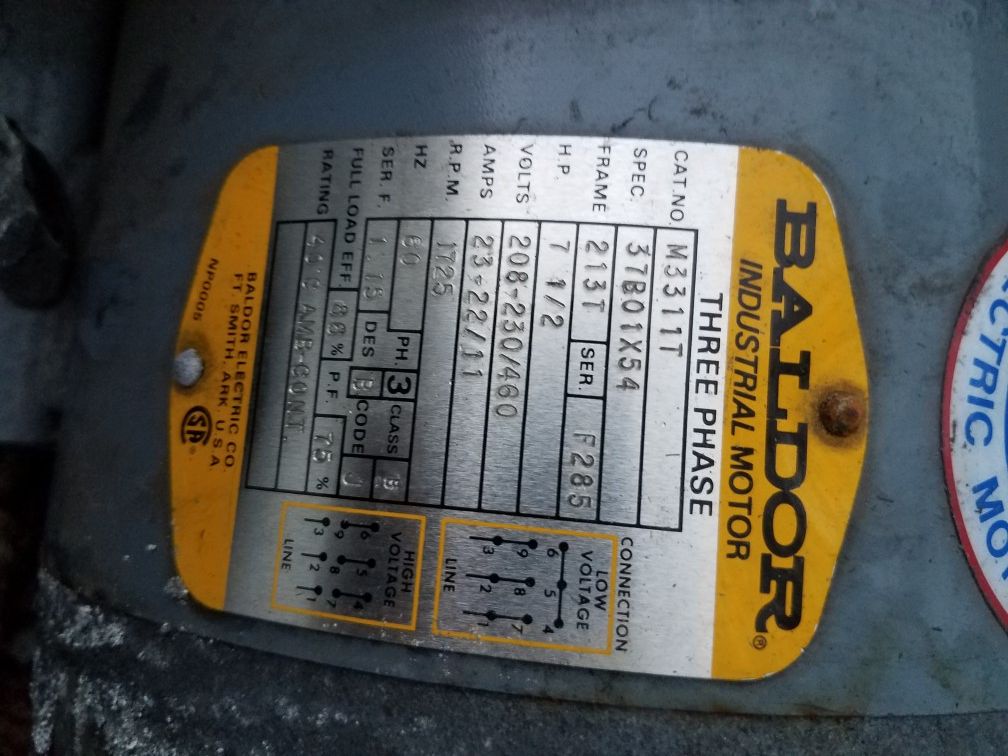 BALDOR®
INDUSTRIAL MOTOR
THREE PHASE
CAT.NO. M3311T
SPEC. 37B01X54
FRAME 213T SER. F285
H.P. 7 1/2
VOLTS 208-230/460
AMPS 23-22/11
R.P.M. 1725
HZ 60 PH. 3 CLASS B
SER. F. 1.15 DES B CODE J
FULL LOAD EFF 86 % P.F. 75 %
RATING 40°C AMB-CONT.
CONNECTION
LOW
VOLTAGE
6 5 4
9 8 7
3 2 1
LINE
HIGH
VOLTAGE
6 5 4
9 8 7
3 2 1
LINE
BALDOR ELECTRIC CO.
FT. SMITH, ARK. U.S.A
NP0006
SA®
CTRIC MO